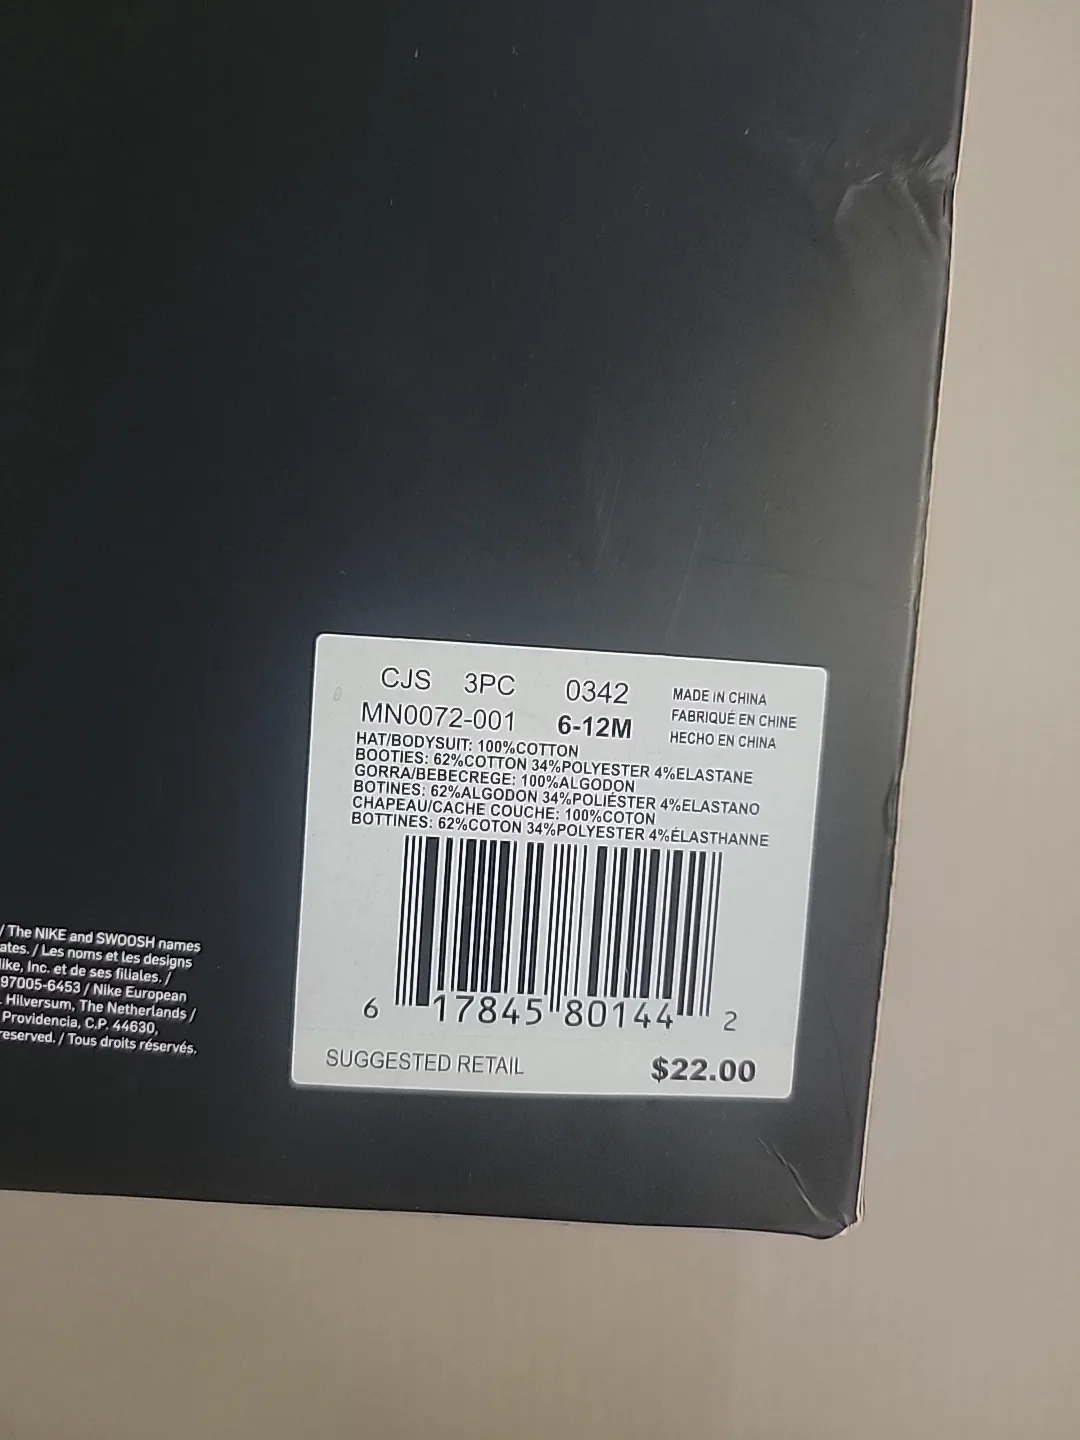 CJS 3PC 0342
MN0072-001 6-12M
MADE IN CHINA
FABRIQUÉ EN CHINE
HECHO EN CHINA
HAT/BODYSUIT: 100%COTTON
BOOTIES: 62%COTTON 34%POLYESTER 4%ELASTANE
GORRA/BEBECREGE: 100%ALGODON
BOTINES: 62%ALGODON 34%POLIÉSTER 4%ELASTANO
CHAPEAU/CACHE COUCHE: 100%COTON
BOTTINES: 62%COTON 34%POLYESTER 4%ÉLASTHANNE
6 17845 80144 2
SUGGESTED RETAIL $22.00
/ The NIKE and SWOOSH names
ates. / Les noms et les designs
ike, Inc. et de ses filiales. /
97005-6453 / Nike European
Hilversum, The Netherlands /
Providencia, C.P. 44630,
reserved. / Tous droits réservés.